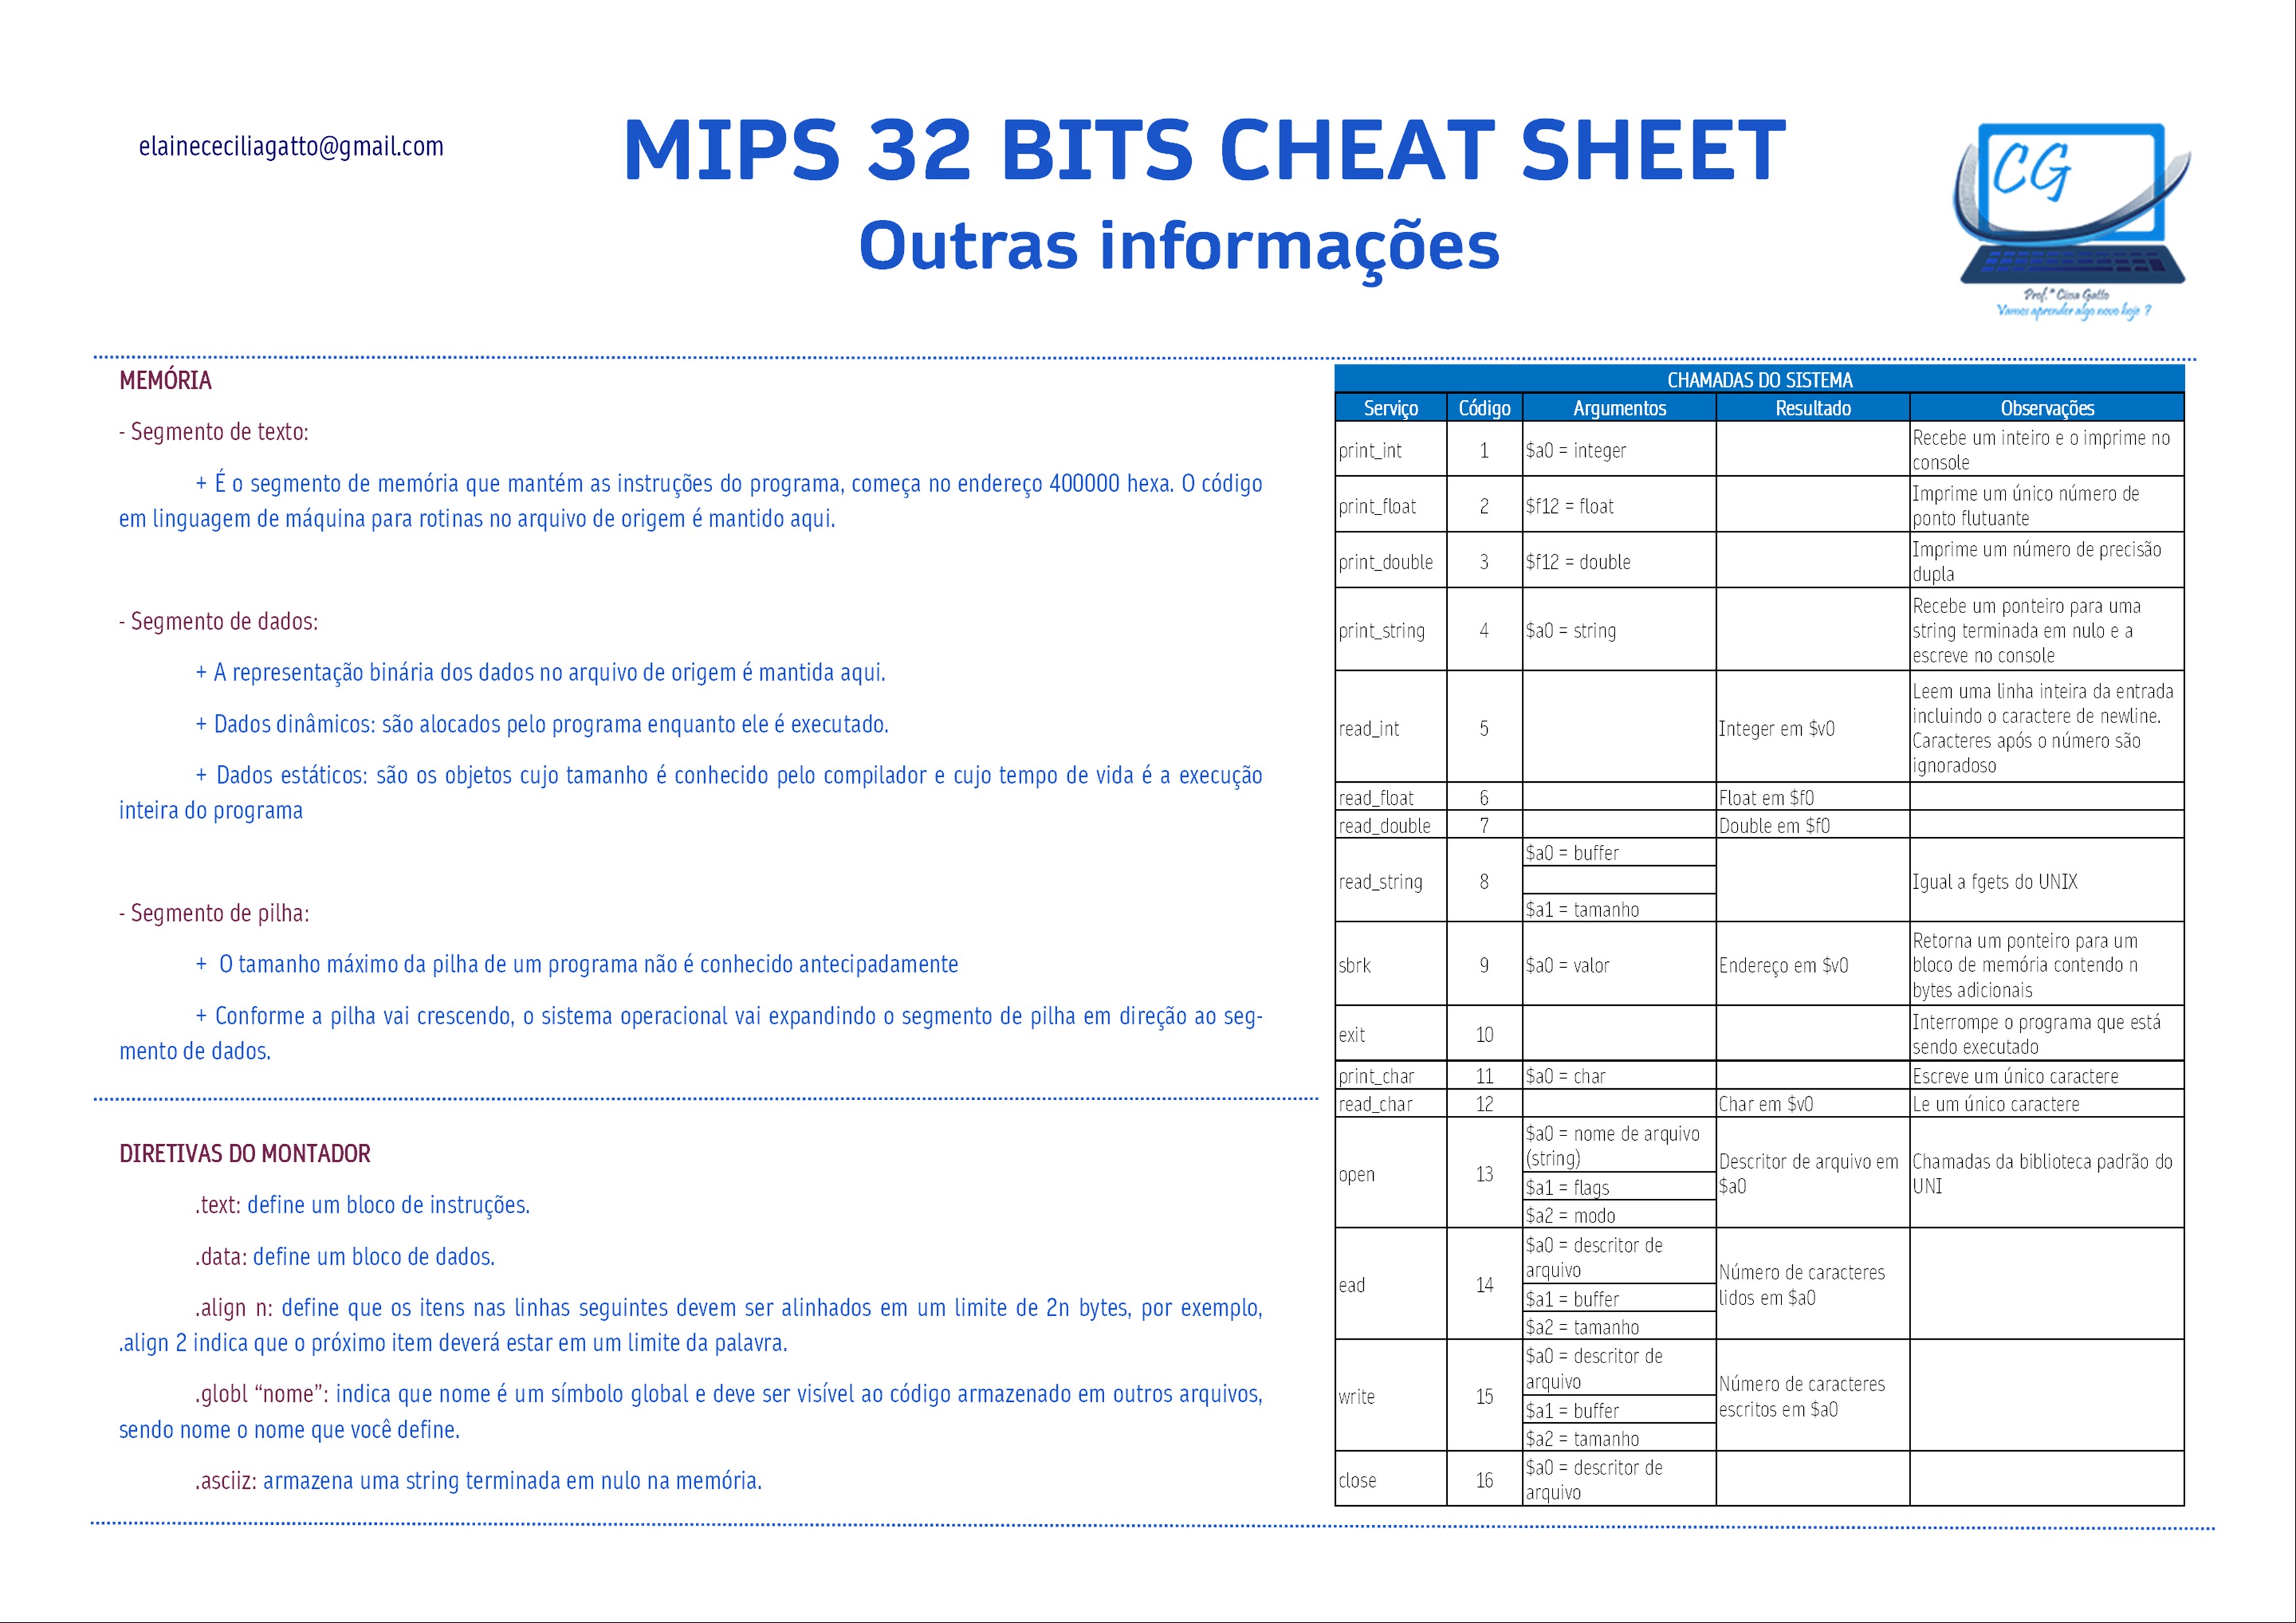 elainececiliagatto@gmail.com
MIPS 32 BITS CHEAT SHEET
Outras informações
CG
Prof.ª Cissa Gatto
Vamos aprender algo novo hoje ?
MEMÓRIA
- Segmento de texto:
+ É o segmento de memória que mantém as instruções do programa, começa no endereço 400000 hexa. O código
em linguagem de máquina para rotinas no arquivo de origem é mantido aqui.
- Segmento de dados:
+ A representação binária dos dados no arquivo de origem é mantida aqui.
+ Dados dinâmicos: são alocados pelo programa enquanto ele é executado.
+ Dados estáticos: são os objetos cujo tamanho é conhecido pelo compilador e cujo tempo de vida é a execução
inteira do programa
- Segmento de pilha:
+ O tamanho máximo da pilha de um programa não é conhecido antecipadamente
+ Conforme a pilha vai crescendo, o sistema operacional vai expandindo o segmento de pilha em direção ao seg-
mento de dados.
DIRETIVAS DO MONTADOR
.text: define um bloco de instruções.
.data: define um bloco de dados.
.align n: define que os itens nas linhas seguintes devem ser alinhados em um limite de 2n bytes, por exemplo,
.align 2 indica que o próximo item deverá estar em um limite da palavra.
.globl “nome”: indica que nome é um símbolo global e deve ser visível ao código armazenado em outros arquivos,
sendo nome o nome que você define.
.asciiz: armazena uma string terminada em nulo na memória.
CHAMADAS DO SISTEMA
Serviço Código Argumentos Resultado Observações
print_int 1 $a0 = integer Recebe um inteiro e o imprime no
console
print_float 2 $f12 = float Imprime um único número de
ponto flutuante
print_double 3 $f12 = double Imprime um número de precisão
dupla
print_string 4 $a0 = string Recebe um ponteiro para uma
string terminada em nulo e a
escreve no console
read_int 5 Integer em $v0 Leem uma linha inteira da entrada
incluindo o caractere de newline.
Caracteres após o número são
ignoradoso
read_float 6 Float em $f0
read_double 7 Double em $f0
read_string 8 $a0 = buffer
$a1 = tamanho
Igual a fgets do UNIX
sbrk 9 $a0 = valor Endereço em $v0 Retorna um ponteiro para um
bloco de memória contendo n
bytes adicionais
exit 10 Interrompe o programa que está
sendo executado
print_char 11 $a0 = char Escreve um único caractere
read_char 12 Char em $v0 Le um único caractere
open 13 $a0 = nome de arquivo
(string)
$a1 = flags
$a2 = modo
Descritor de arquivo em
$a0
Chamadas da biblioteca padrão do
UNI
ead 14 $a0 = descritor de
arquivo
$a1 = buffer
$a2 = tamanho
Número de caracteres
lidos em $a0
write 15 $a0 = descritor de
arquivo
$a1 = buffer
$a2 = tamanho
Número de caracteres
escritos em $a0
close 16 $a0 = descritor de
arquivo